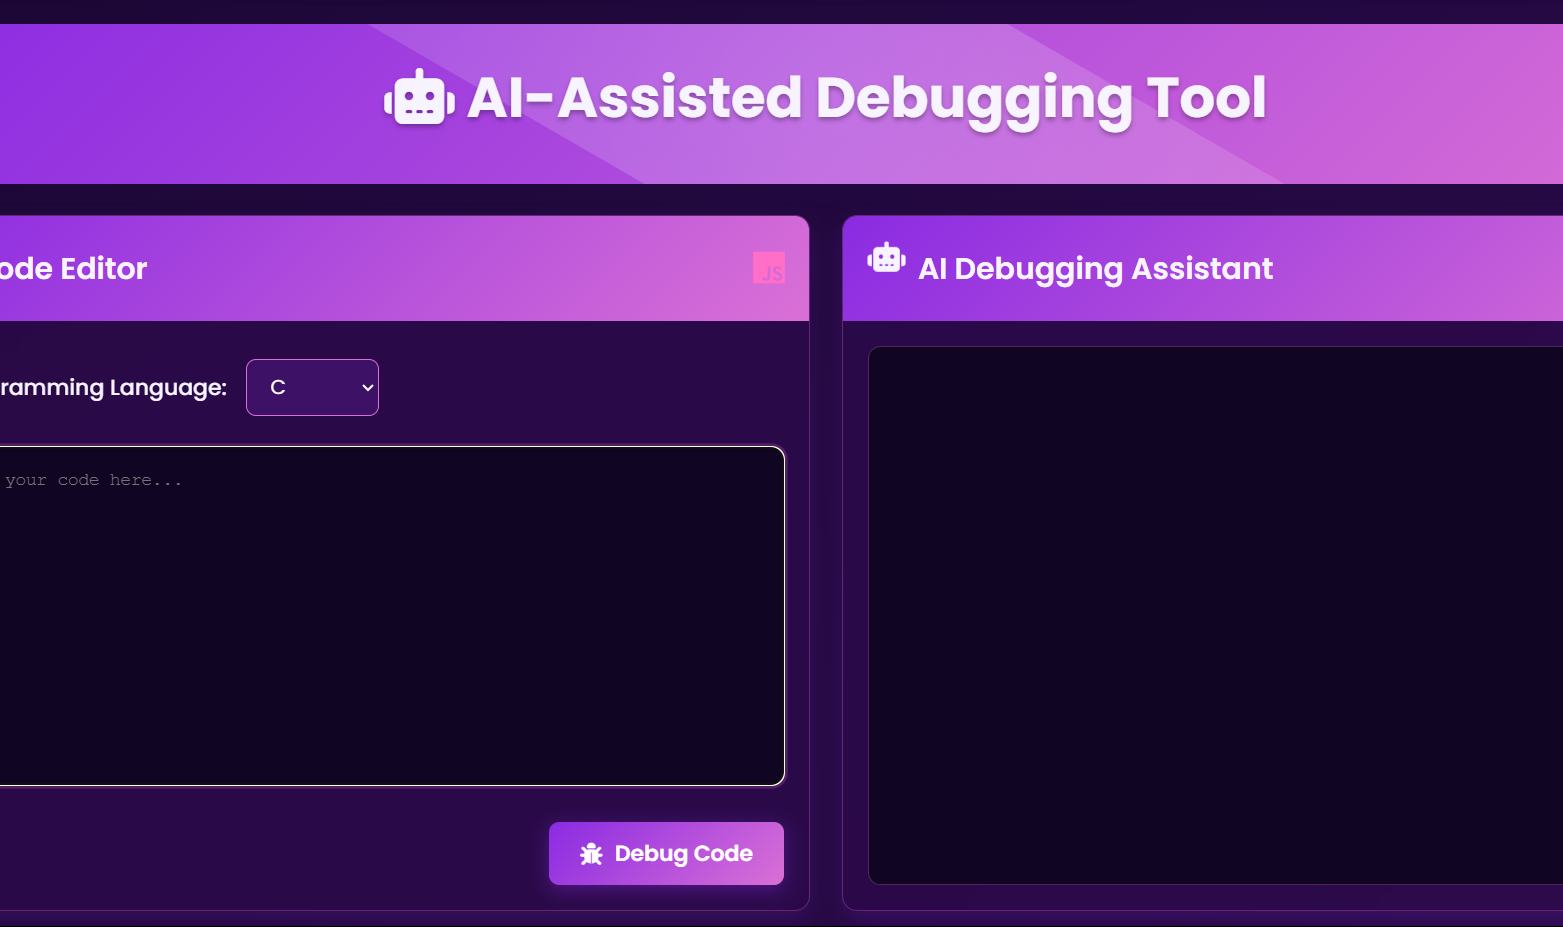 AI-Assisted Debugging Tool
ode Editor
JS
AI Debugging Assistant
ramming Language:
C
your code here...
Debug Code